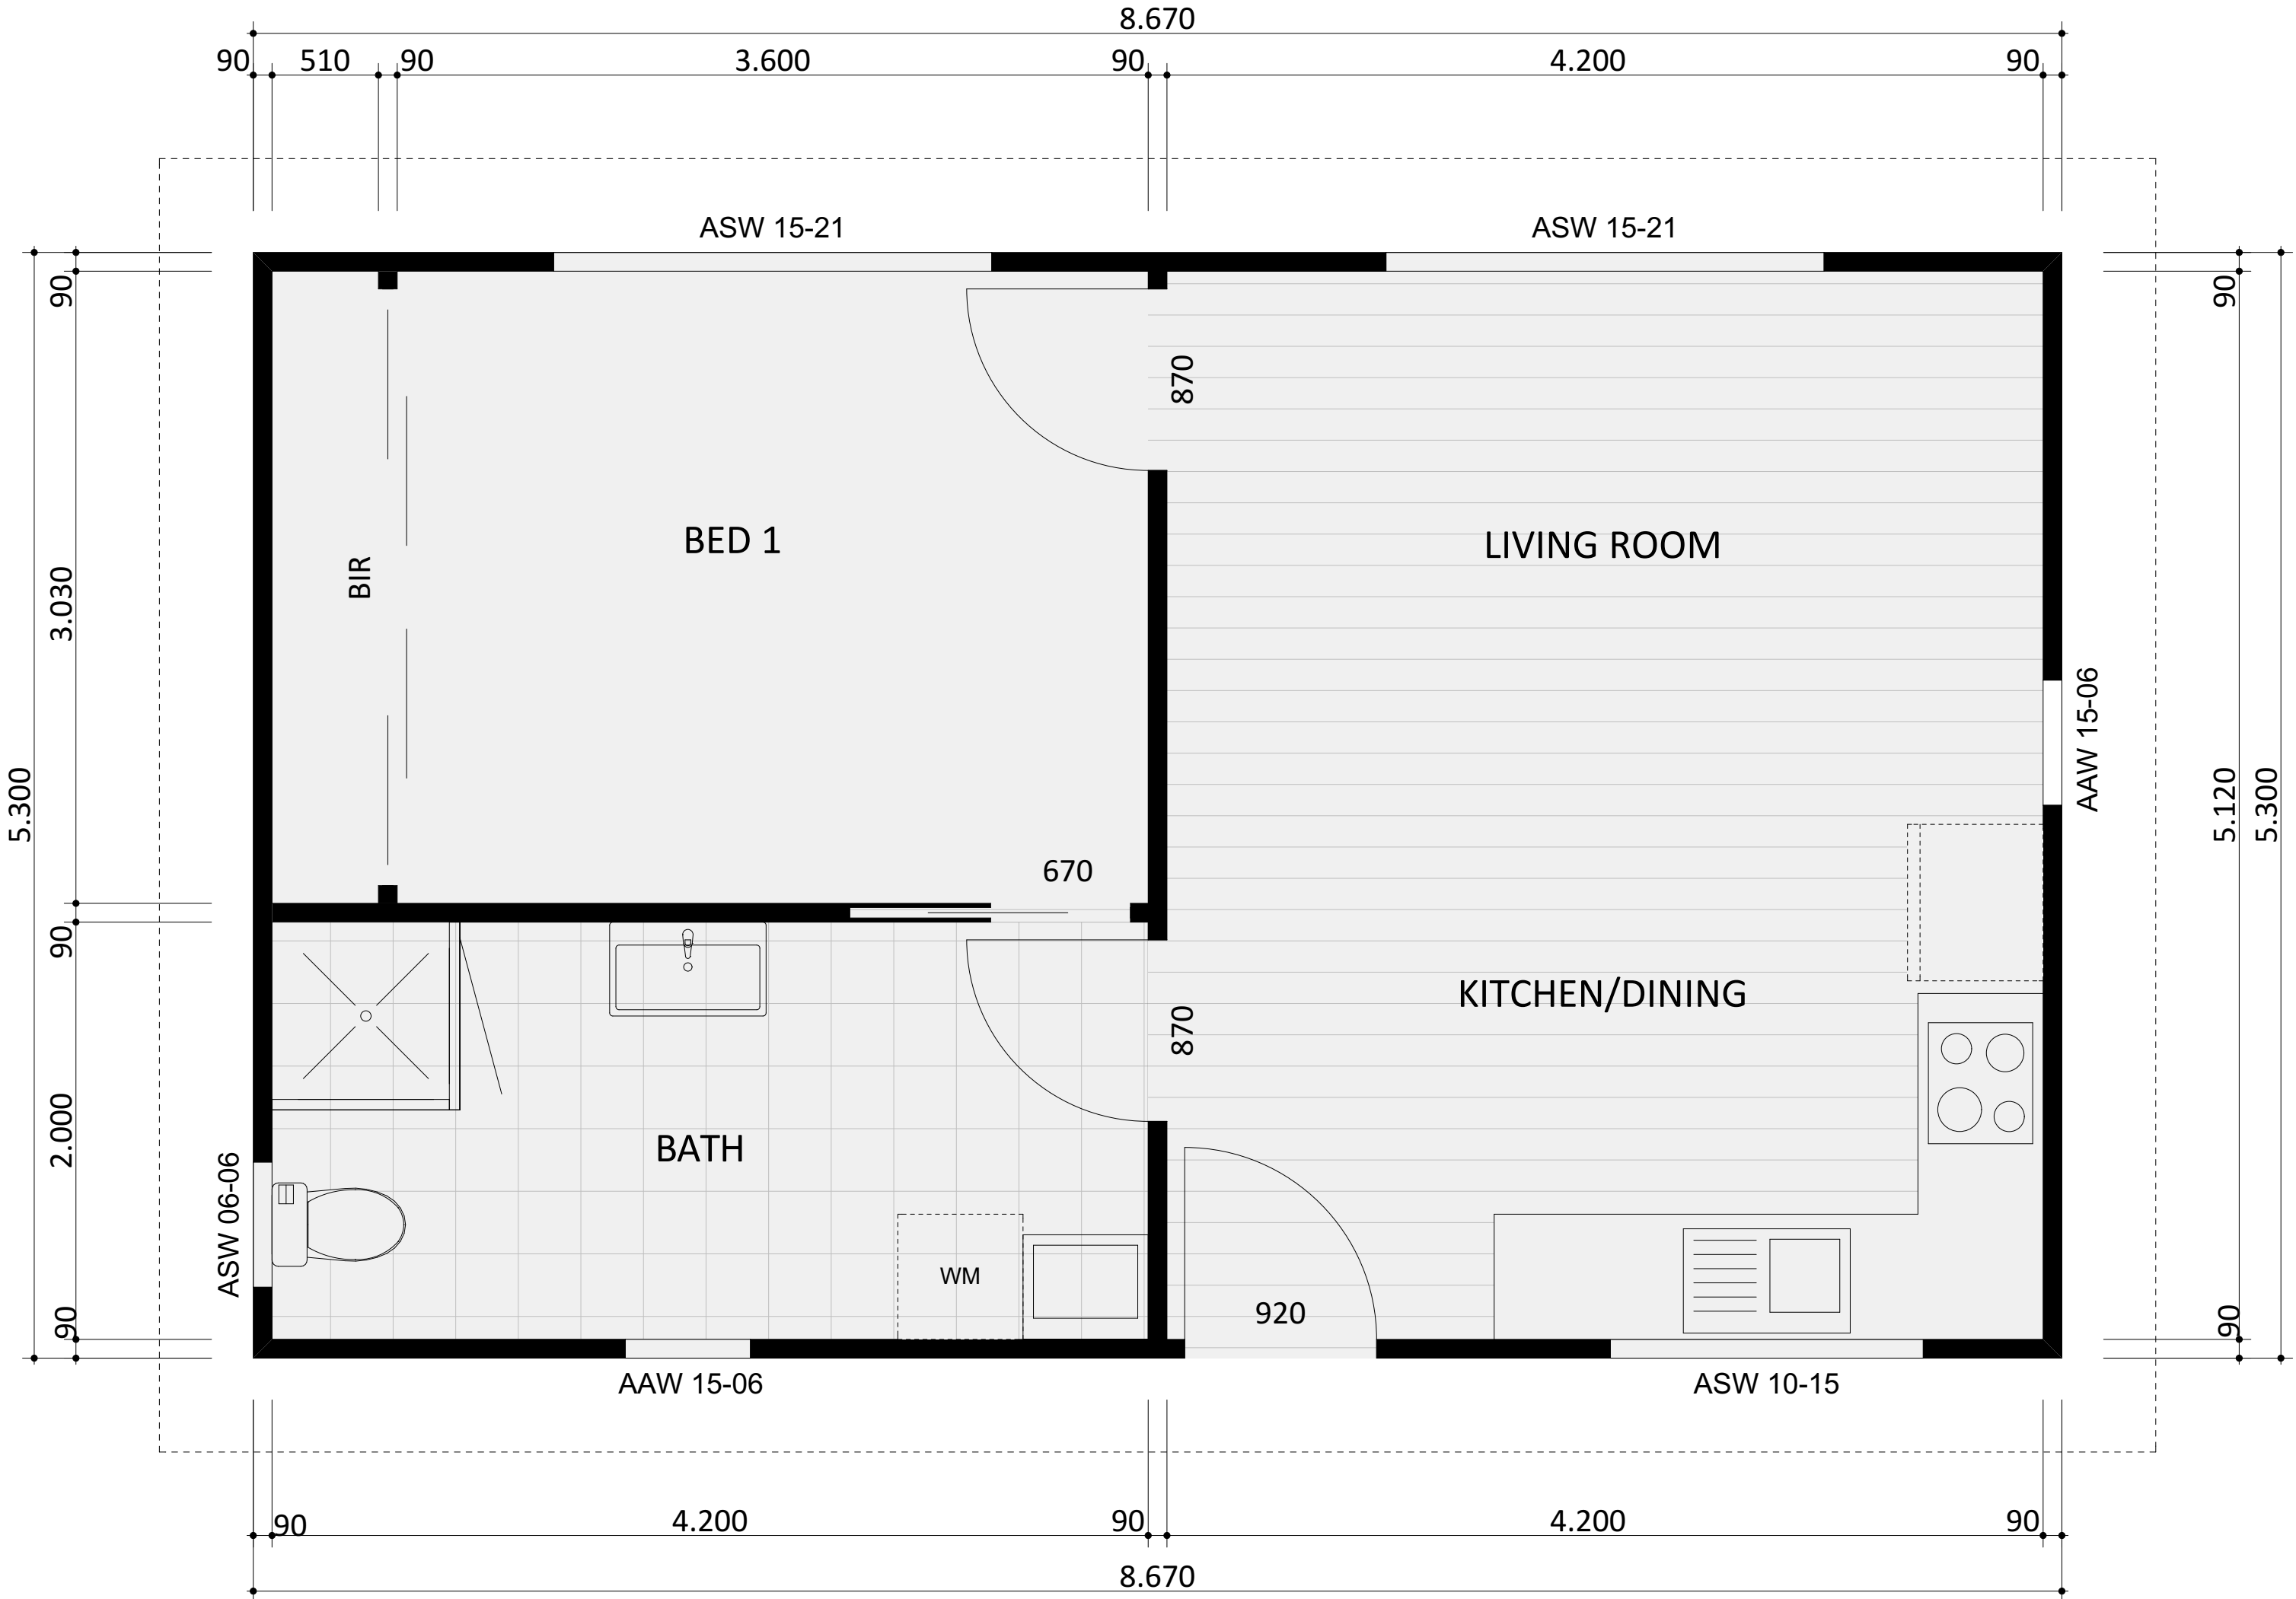 8.670
90 510 90 3.600 90 4.200 90
ASW 15-21 ASW 15-21
90 90
870
BED 1 LIVING ROOM
BIR
3.030
AAW 15-06
5.300 5.120 5.300
670
90
KITCHEN/DINING
870
2.000
BATH
ASW 06-06
WM
920
90 90
AAW 15-06 ASW 10-15
90 4.200 90 4.200 90
8.670